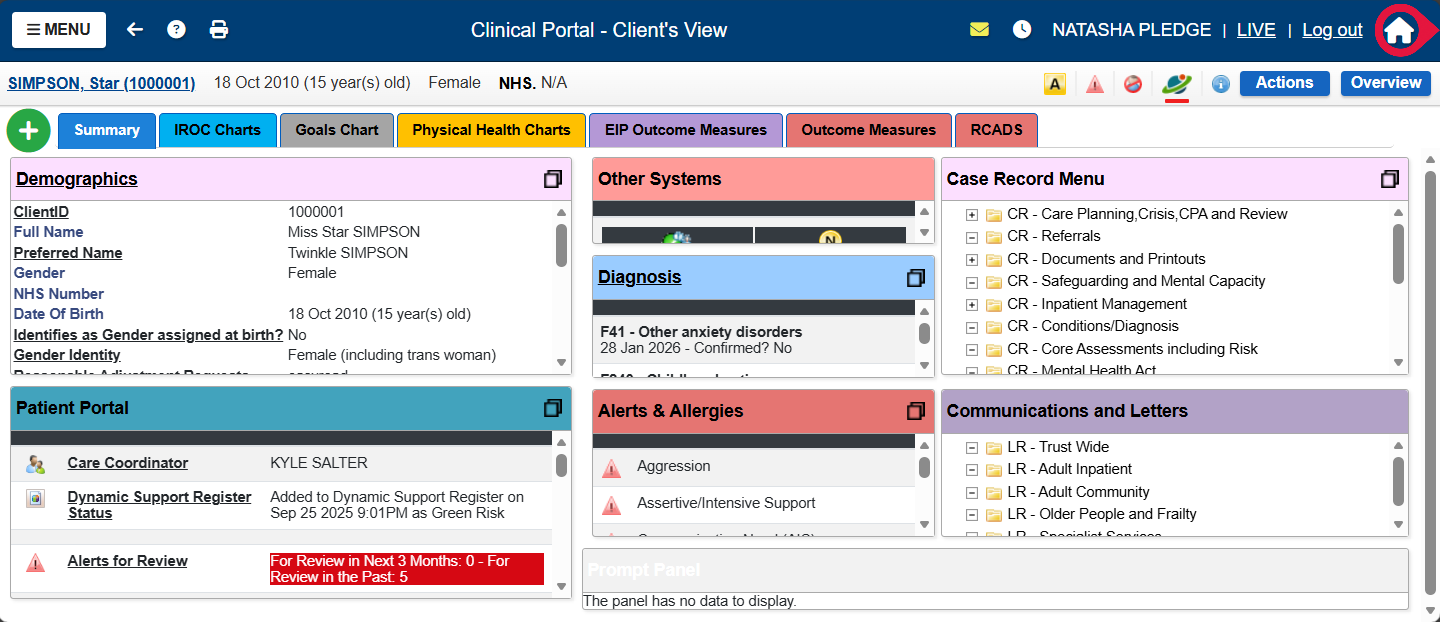 MENU
?
Clinical Portal - Client's View
NATASHA PLEDGE | LIVE | Log out
SIMPSON, Star (1000001) 18 Oct 2010 (15 year(s) old) Female NHS. N/A
A
i
Actions
Overview
+
Summary
IROC Charts
Goals Chart
Physical Health Charts
EIP Outcome Measures
Outcome Measures
RCADS
Demographics
ClientID 1000001
Full Name Miss Star SIMPSON
Preferred Name Twinkle SIMPSON
Gender Female
NHS Number
Date Of Birth 18 Oct 2010 (15 year(s) old)
Identifies as Gender assigned at birth? No
Gender Identity Female (including trans woman)
Reasonable Adjustment Requests easyread
Patient Portal
Care Coordinator KYLE SALTER
Dynamic Support Register Added to Dynamic Support Register on
Status Sep 25 2025 9:01PM as Green Risk
Alerts for Review For Review in Next 3 Months: 0 - For
Review in the Past: 5
Other Systems
N
Diagnosis
F41 - Other anxiety disorders
28 Jan 2026 - Confirmed? No
Alerts & Allergies
Aggression
Assertive/Intensive Support
Case Record Menu
CR - Care Planning,Crisis,CPA and Review
CR - Referrals
CR - Documents and Printouts
CR - Safeguarding and Mental Capacity
CR - Inpatient Management
CR - Conditions/Diagnosis
CR - Core Assessments including Risk
CR - Mental Health Act
Communications and Letters
LR - Trust Wide
LR - Adult Inpatient
LR - Adult Community
LR - Older People and Frailty
LR - Specialist Services
Prompt Panel
The panel has no data to display.